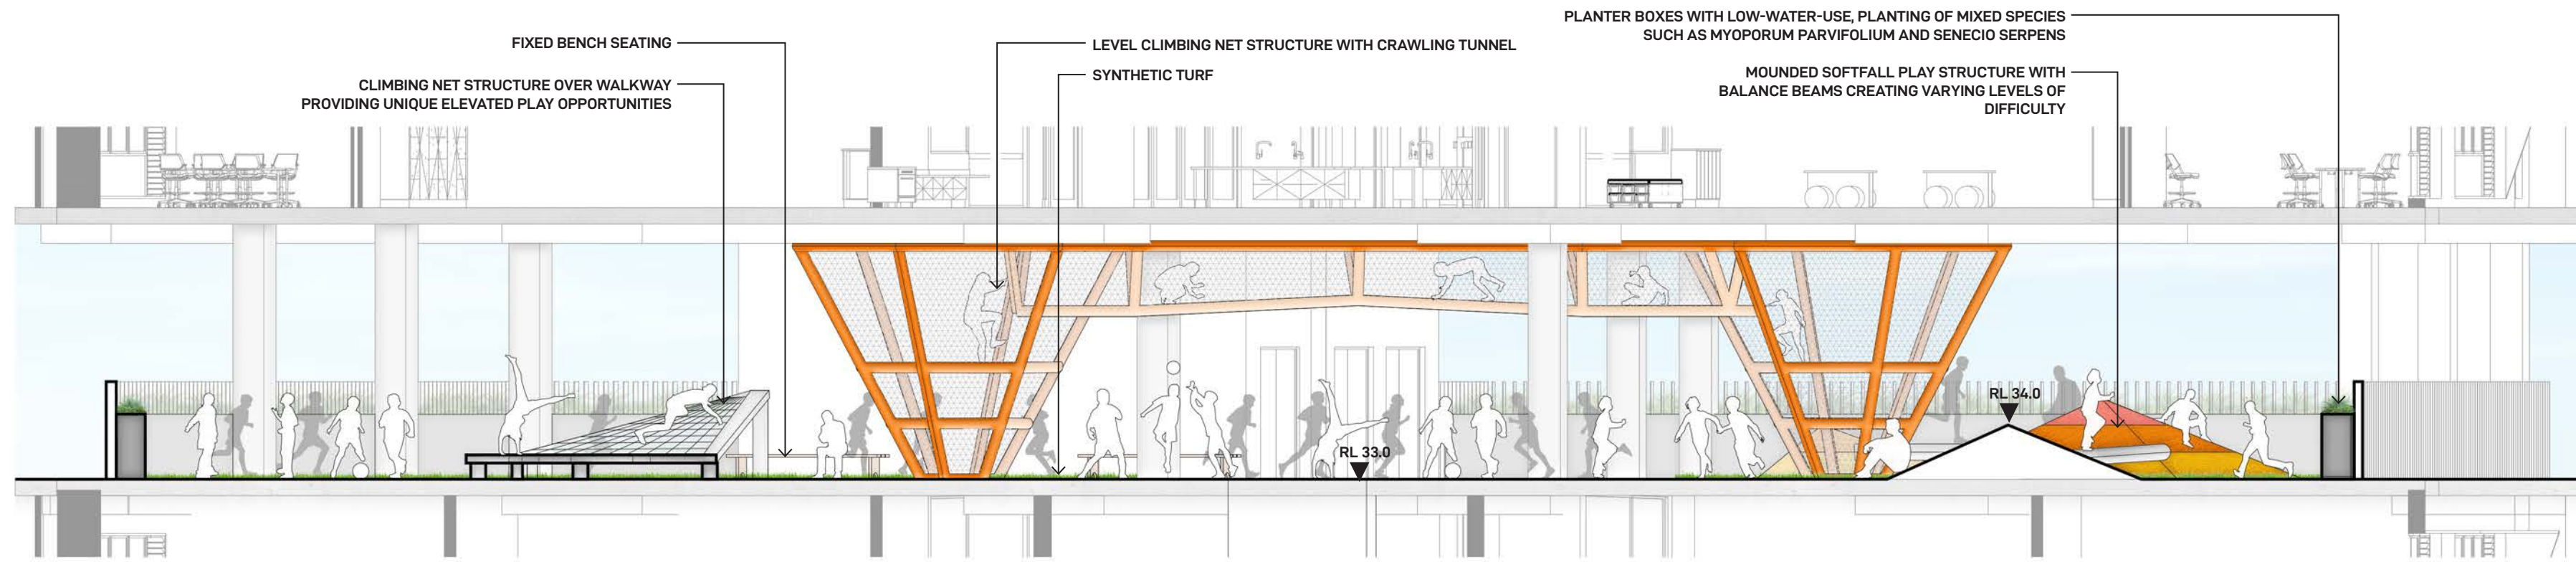 FIXED BENCH SEATING
CLIMBING NET STRUCTURE OVER WALKWAY
PROVIDING UNIQUE ELEVATED PLAY OPPORTUNITIES
LEVEL CLIMBING NET STRUCTURE WITH CRAWLING TUNNEL
SYNTHETIC TURF
PLANTER BOXES WITH LOW-WATER-USE, PLANTING OF MIXED SPECIES
SUCH AS MYOPORUM PARVIFOLIUM AND SENECIO SERPENS
MOUNDED SOFTFALL PLAY STRUCTURE WITH
BALANCE BEAMS CREATING VARYING LEVELS OF
DIFFICULTY
RL 34.0
RL 33.0